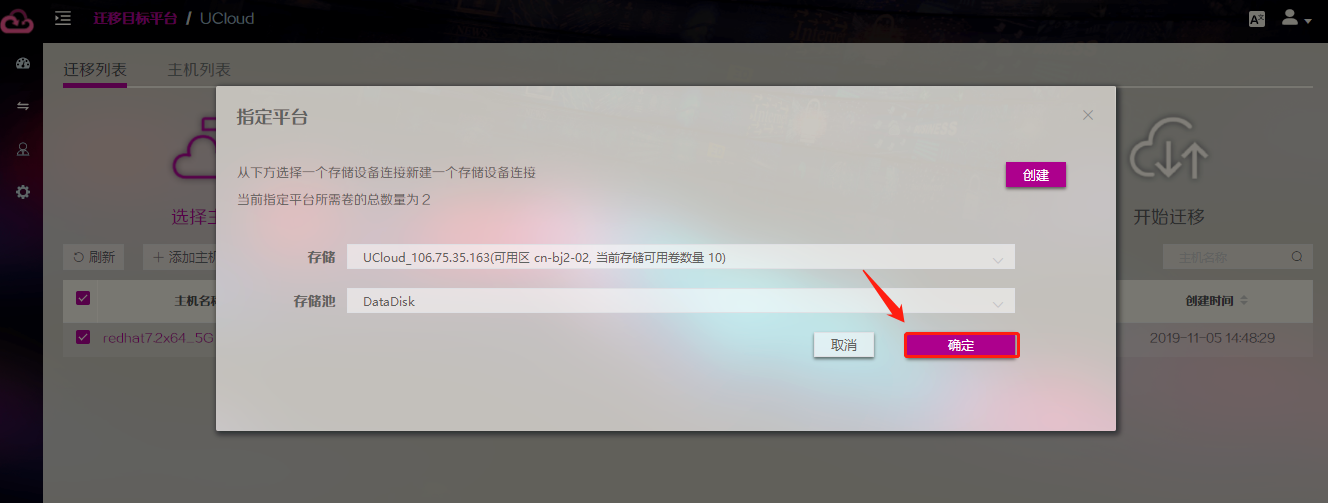 迁移目标平台 / UCloud
迁移列表 主机列表
指定平台
从下方选择一个存储设备连接新建一个存储设备连接
创建
当前指定平台所需卷的总数量为 2
选择主
开始迁移
刷新 + 添加主机
主机名称
存储 UCloud_106.75.35.163(可用区 cn-bj2-02, 当前存储可用卷数量 10)
主机名称 创建时间
存储池 DataDisk
redhat7.2x64_5G 2019-11-05 14:48:29
取消 确定